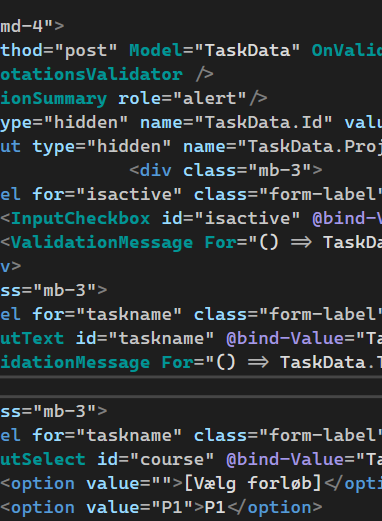 md-4">
thod="post" Model="TaskData" OnValid
otationsValidator />
ionSummary role="alert"/>
ype="hidden" name="TaskData.Id" valu
ut type="hidden" name="TaskData.Proj
<div class="mb-3">
el for="isactive" class="form-label"
<InputCheckbox id="isactive" @bind-V
<ValidationMessage For="() => TaskDa
v>
ss="mb-3">
el for="taskname" class="form-label"
utText id="taskname" @bind-Value="Ta
idationMessage For="() => TaskData.T
ss="mb-3">
el for="taskname" class="form-label"
utSelect id="course" @bind-Value="Ta
<option value="">[Vælg forløb]</opti
<option value="P1">P1</option>